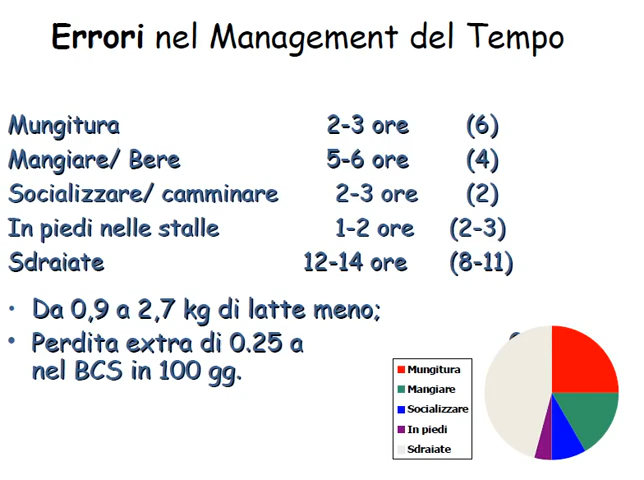 Errori nel Management del Tempo
Mungitura 2-3 ore (6)
Mangiare/ Bere 5-6 ore (4)
Socializzare/ camminare 2-3 ore (2)
In piedi nelle stalle 1-2 ore (2-3)
Sdraiate 12-14 ore (8-11)
• Da 0,9 a 2,7 kg di latte meno;
• Perdita extra di 0.25 a
nel BCS in 100 gg.
Mungitura
Mangiare
Socializzare
In piedi
Sdraiate